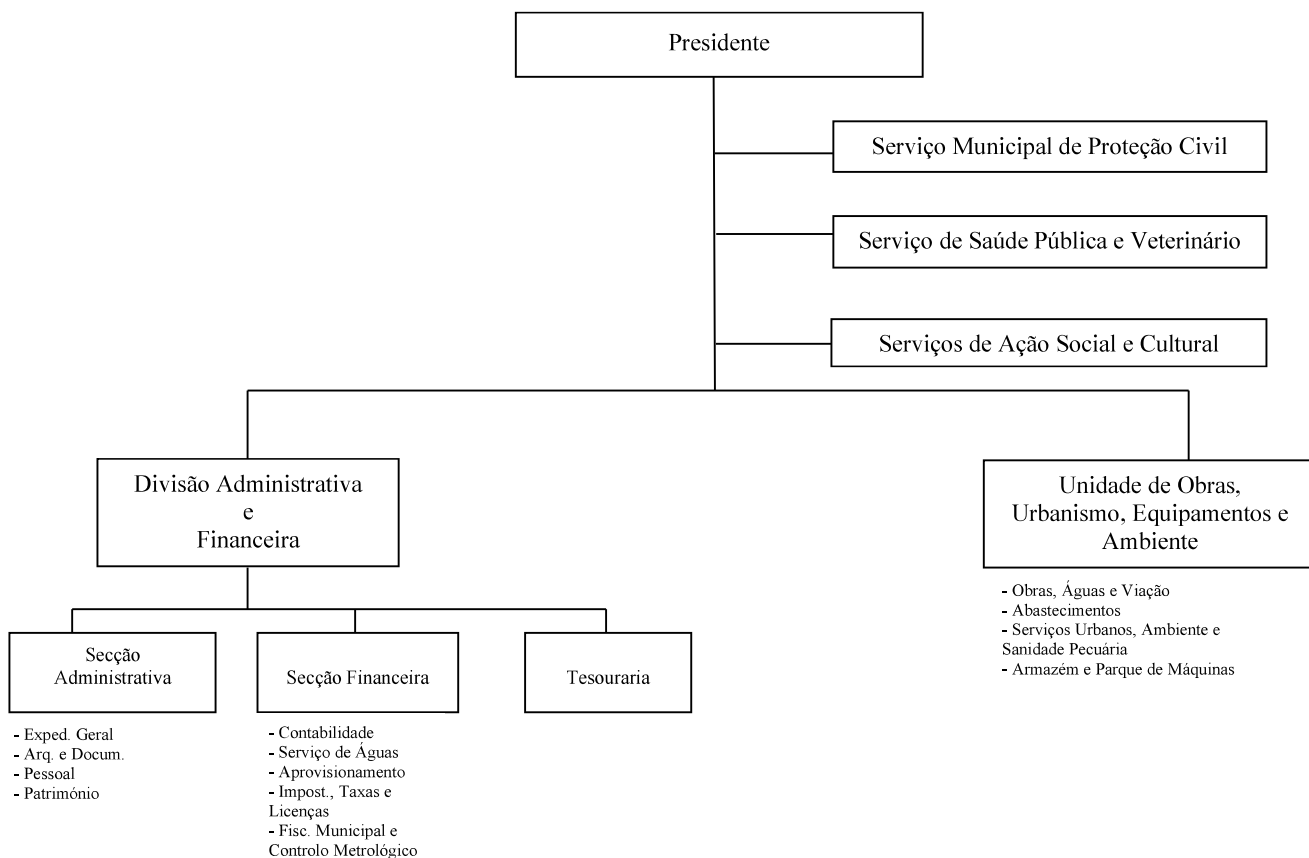 Presidente
Serviço Municipal de Proteção Civil
Serviço de Saúde Pública e Veterinário
Serviços de Ação Social e Cultural
Divisão Administrativa
e
Financeira
Unidade de Obras,
Urbanismo, Equipamentos e
Ambiente
- Obras, Águas e Viação
- Abastecimentos
- Serviços Urbanos, Ambiente e
Sanidade Pecuária
- Armazém e Parque de Máquinas
Secção
Administrativa
- Exped. Geral
- Arq. e Docum.
- Pessoal
- Património
Secção Financeira
- Contabilidade
- Serviço de Águas
- Aprovisionamento
- Impost., Taxas e
Licenças
- Fisc. Municipal e
Controlo Metrológico
Tesouraria